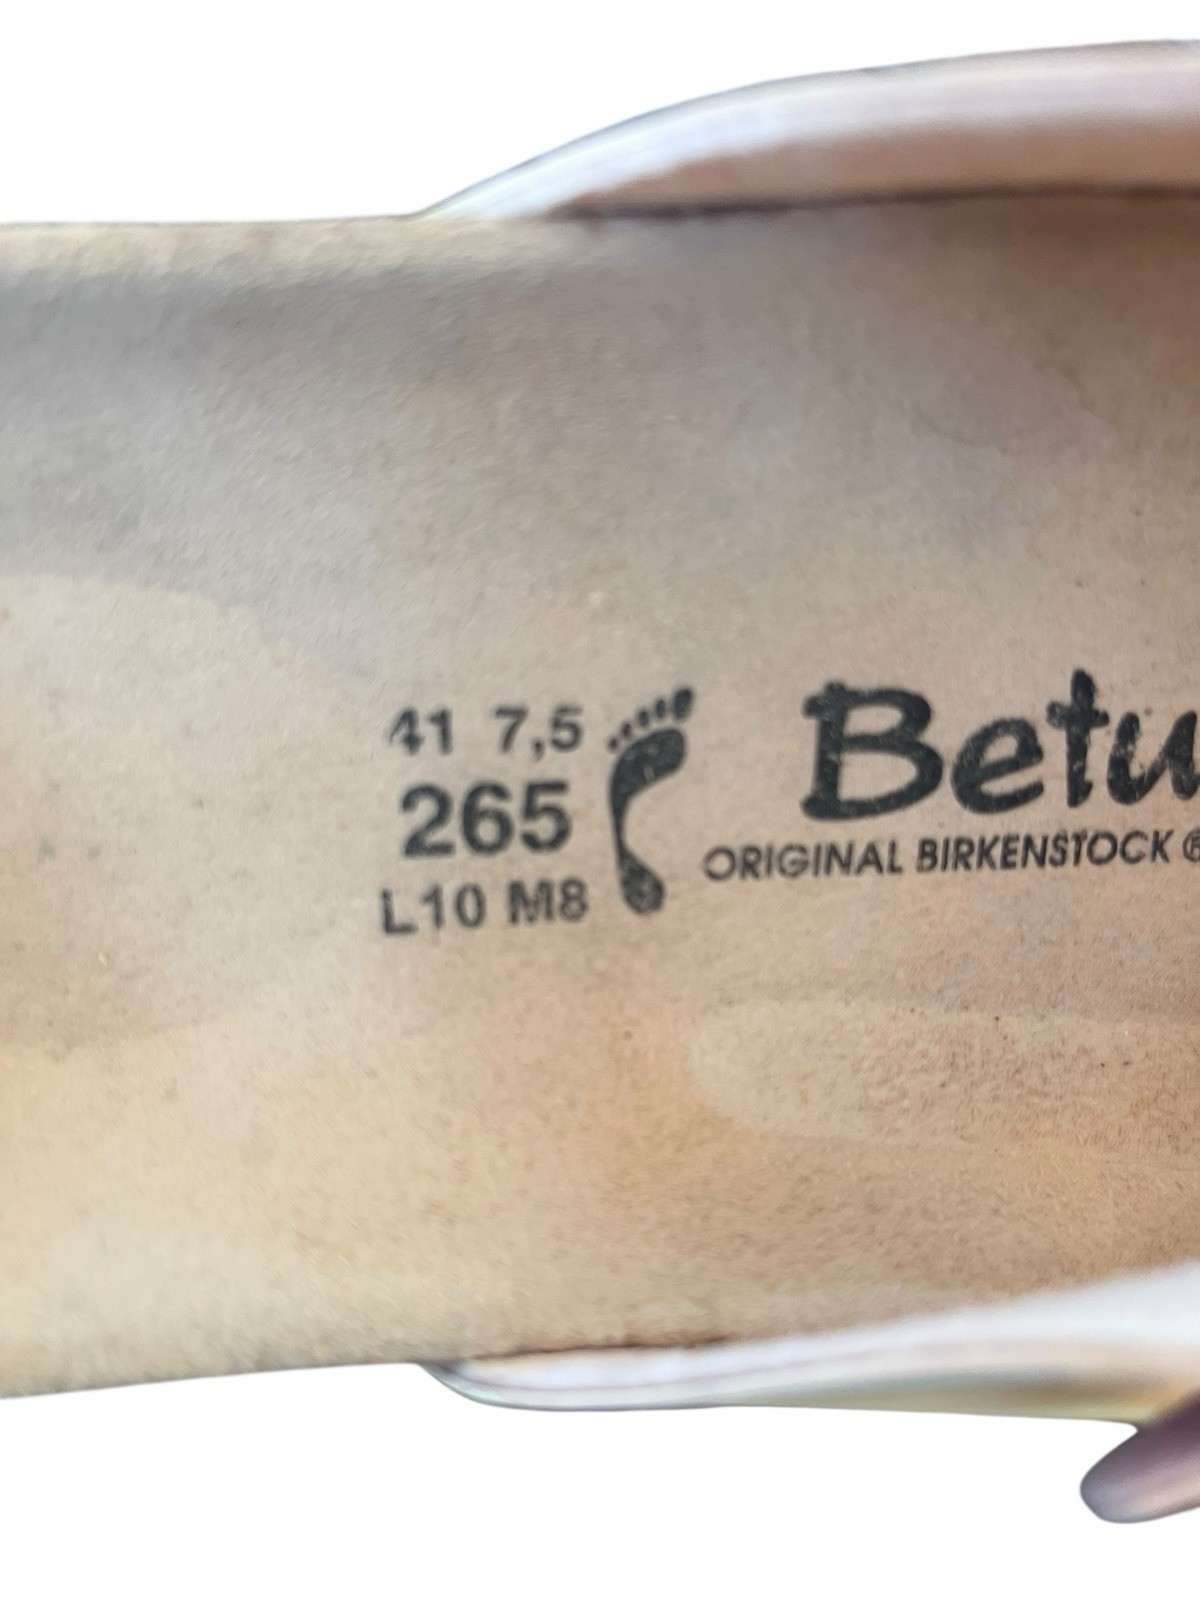 41 7,5
265
L10 M8
Betu
ORIGINAL BIRKENSTOCK ®